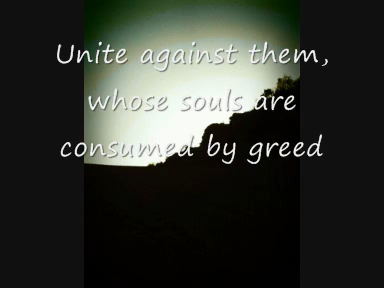 Unite against them,
whose souls are
consumed by greed